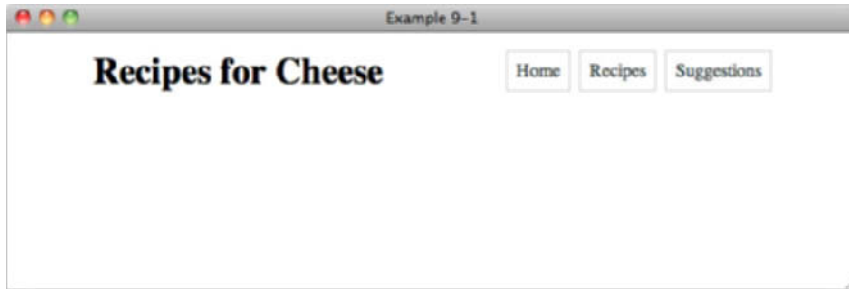 Example 9-1
Recipes for Cheese
Home
Recipes
Suggestions